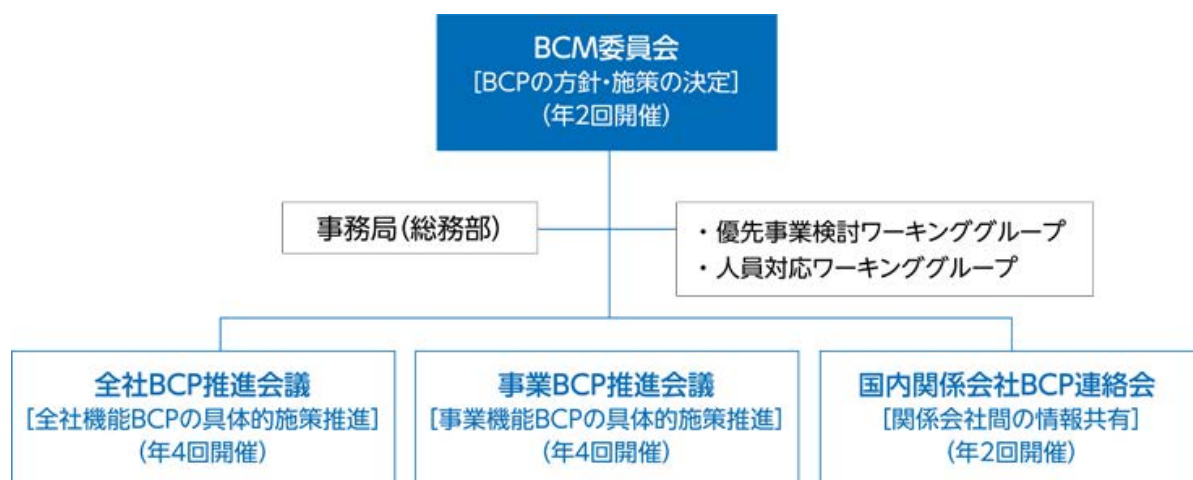 BCM委員会
[BCPの方針・施策の決定]
(年2回開催)
事務局(総務部)
・優先事業検討ワーキンググループ
・人員対応ワーキンググループ
全社BCP推進会議
[全社機能BCPの具体的施策推進]
(年4回開催)
事業BCP推進会議
[事業機能BCPの具体的施策推進]
(年4回開催)
国内関係会社BCP連絡会
[関係会社間の情報共有]
(年2回開催)